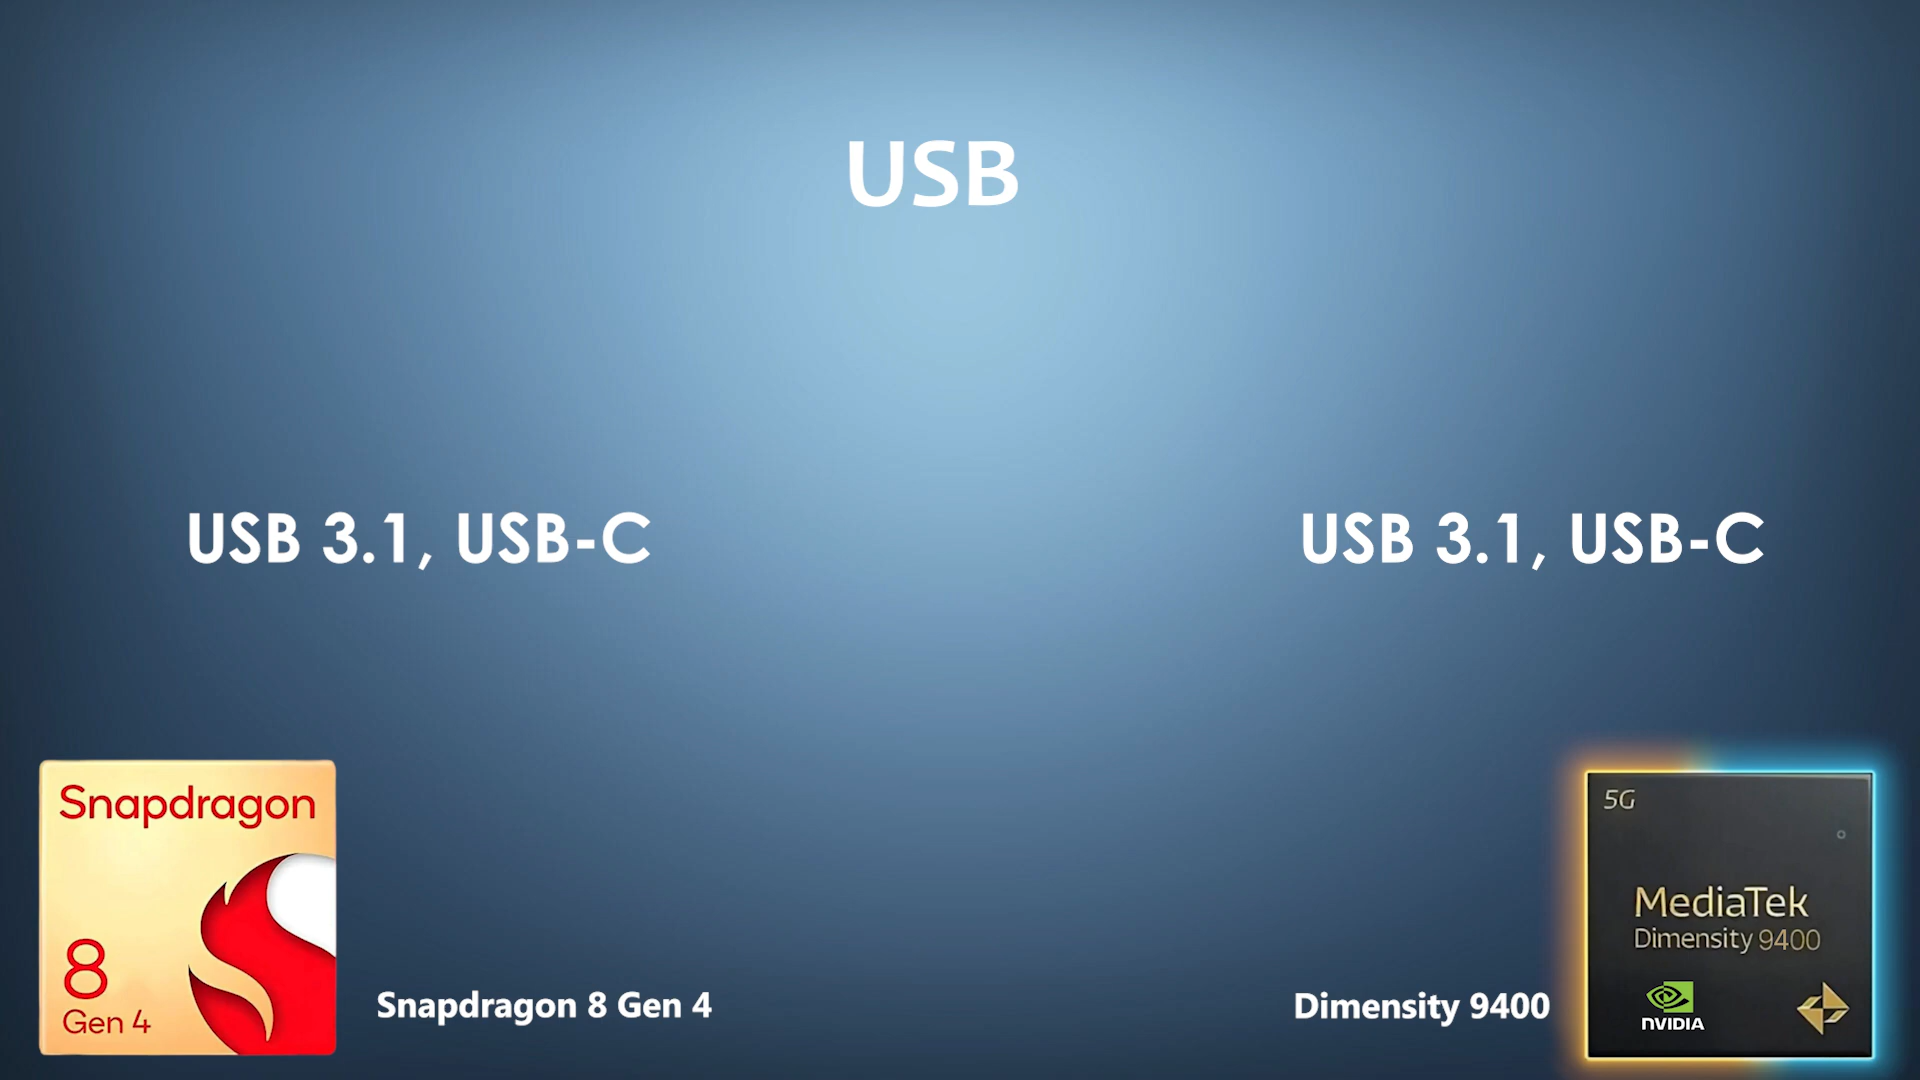 USB
USB 3.1, USB-C
USB 3.1, USB-C
Snapdragon
8
Gen 4
Snapdragon 8 Gen 4
Dimensity 9400
5G
MediaTek
Dimensity 9400
NVIDIA